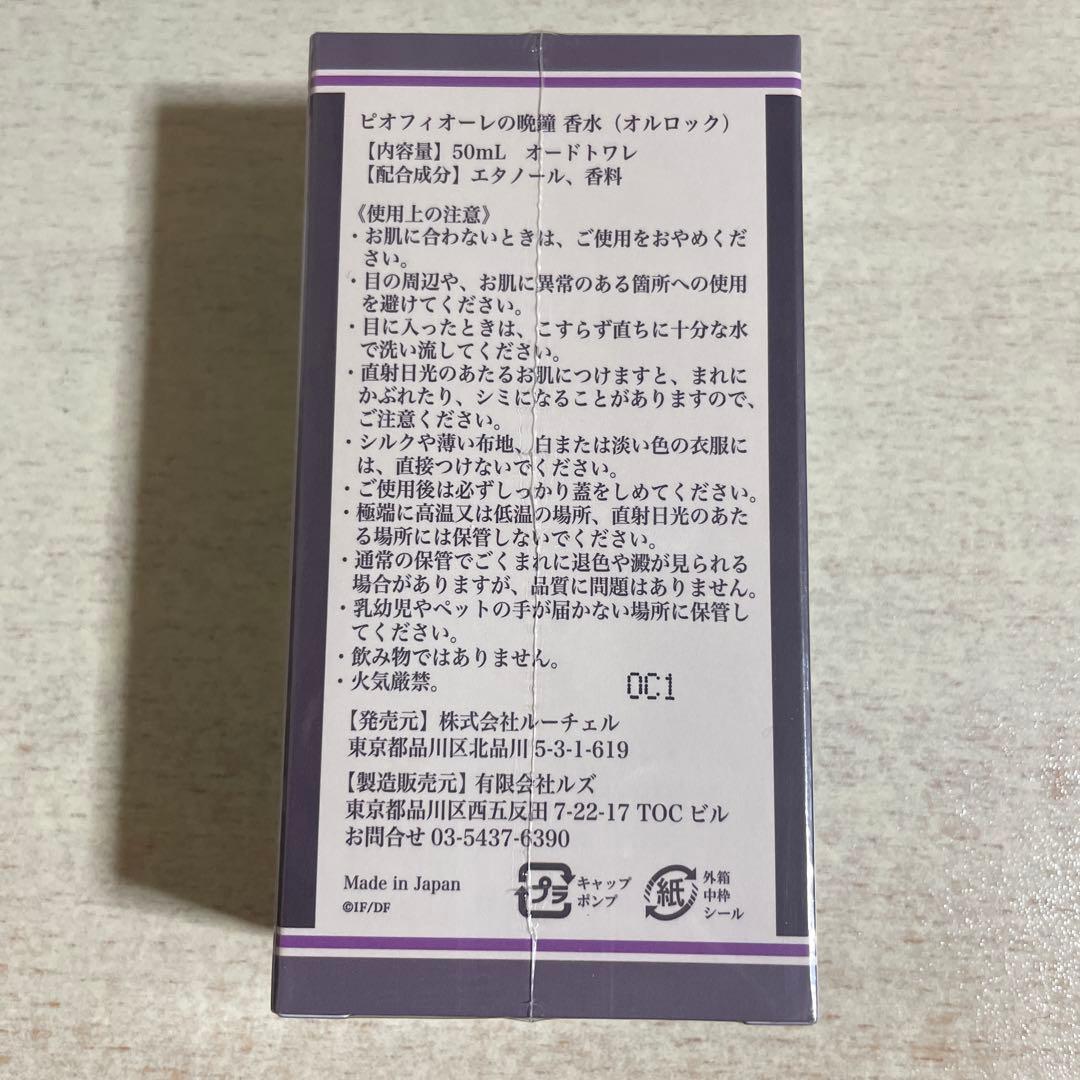 ピオフィオーレの晩鐘 香水（オルロック）
【内容量】50mL　オードトワレ
【配合成分】エタノール、香料
《使用上の注意》
・お肌に合わないときは、ご使用をおやめくだ
さい。
・目の周辺や、お肌に異常のある箇所への使用
を避けてください。
・目に入ったときは、こすらず直ちに十分な水
で洗い流してください。
・直射日光のあたるお肌につけますと、まれに
かぶれたり、シミになることがありますので、
ご注意ください。
・シルクや薄い布地、白または淡い色の衣服に
は、直接つけないでください。
・ご使用後は必ずしっかり蓋をしめてください。
・極端に高温又は低温の場所、直射日光のあた
る場所には保管しないでください。
・通常の保管でごくまれに退色や澱が見られる
場合がありますが、品質に問題はありません。
・乳幼児やペットの手が届かない場所に保管し
てください。
・飲み物ではありません。
・火気厳禁。
OC1
【発売元】株式会社ルーチェル
東京都品川区北品川 5-3-1-619
【製造販売元】有限会社ルズ
東京都品川区西五反田 7-22-17 TOC ビル
お問合せ 03-5437-6390
Made in Japan
©IF/DF
プラ
キャップ
ポンプ
紙
外箱
中枠
シール